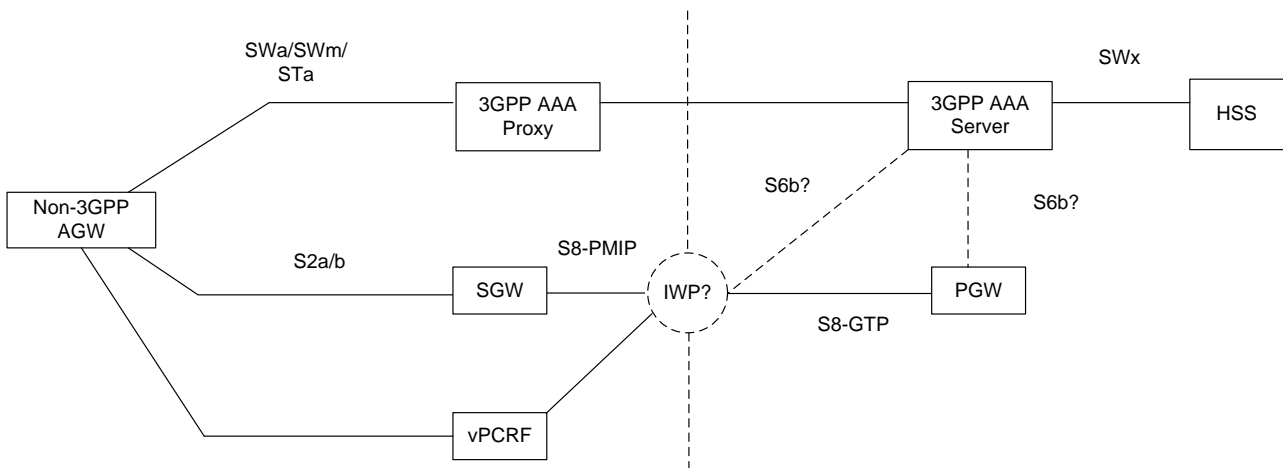 SWa/SWm/
STa
SWx
3GPP AAA
Proxy
3GPP AAA
Server
HSS
S6b?
S6b?
Non-3GPP
AGW
S2a/b
S8-PMIP
SGW
IWP?
PGW
S8-GTP
vPCRF